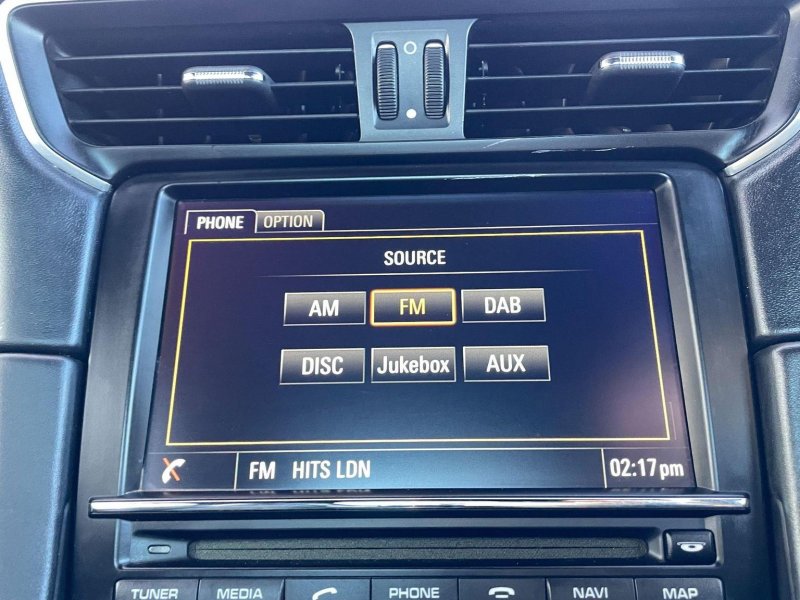 PHONE OPTION
SOURCE
AM FM DAB
DISC Jukebox AUX
FM HITS LDN 02:17 pm
TUNER MEDIA PHONE NAVI MAP